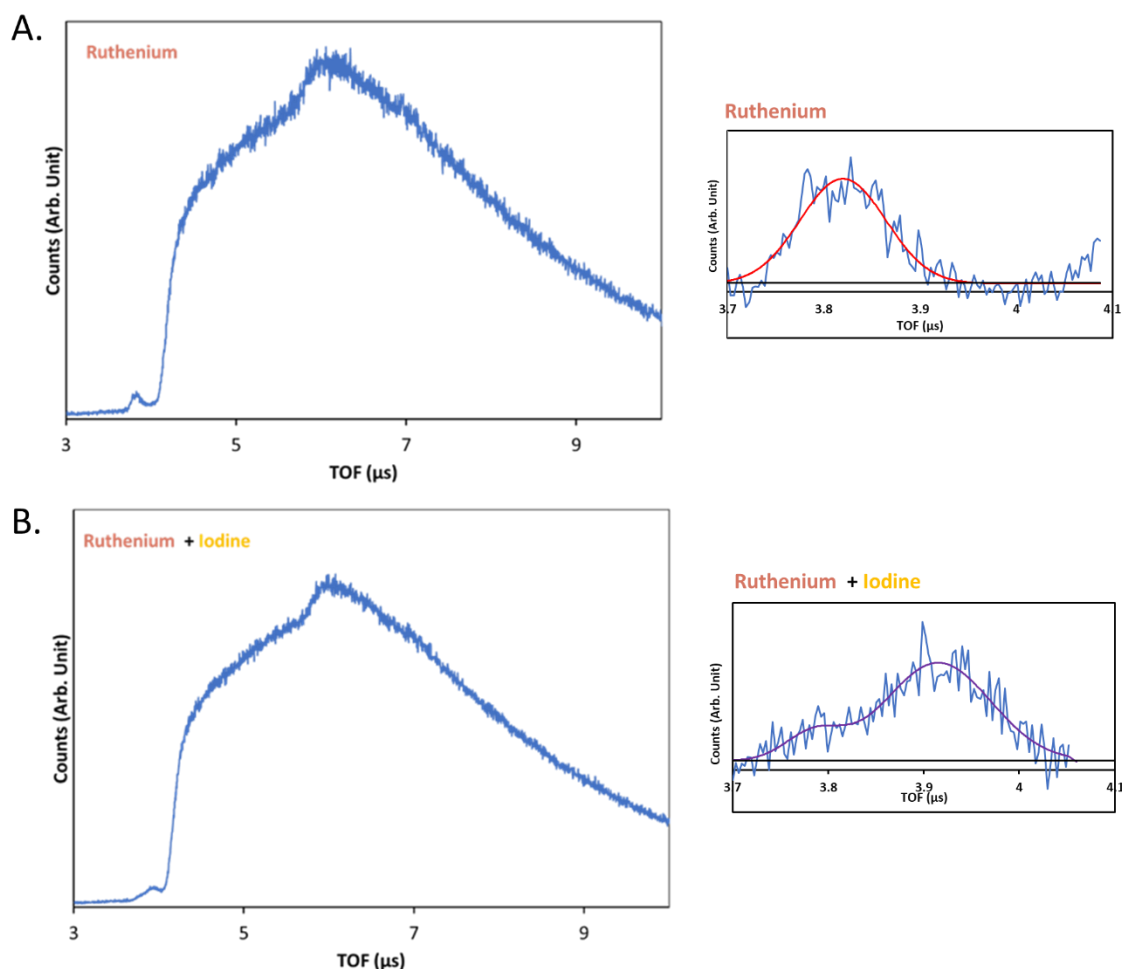 A.
Ruthenium
Counts (Arb. Unit)
3 5 7 9
TOF (μs)
Ruthenium
Counts (Arb. Unit)
3.7 3.8 3.9 4 4.1
TOF (μs)
B.
Ruthenium + Iodine
Counts (Arb. Unit)
3 5 7 9
TOF (μs)
Ruthenium + Iodine
Counts (Arb. Unit)
3.7 3.8 3.9 4 4.1
TOF (μs)